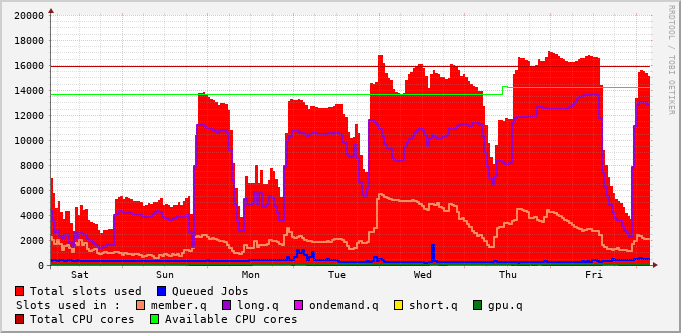 RRDTOOL / TOBI OETIKER
20000
18000
16000
14000
12000
10000
8000
6000
4000
2000
0
Sat Sun Mon Tue Wed Thu Fri
Total slots used Queued Jobs
Slots used in : member.q long.q ondemand.q short.q gpu.q
Total CPU cores Available CPU cores